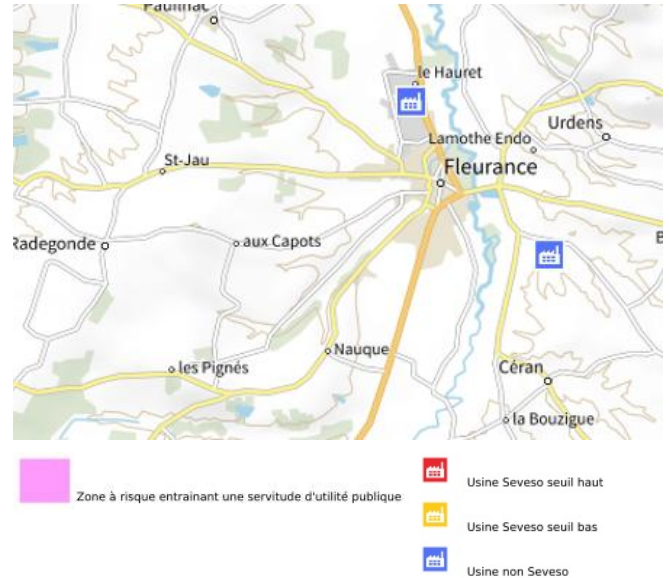 Paulhac
le Hauret
Urdens
Lamothe Endo
St-Jau
Fleurance
Radegonde
aux Capots
B
Nauque
les Pignés
Céran
la Bouzigue
Zone à risque entrainant une servitude d'utilité publique
Usine Seveso seuil haut
Usine Seveso seuil bas
Usine non Seveso